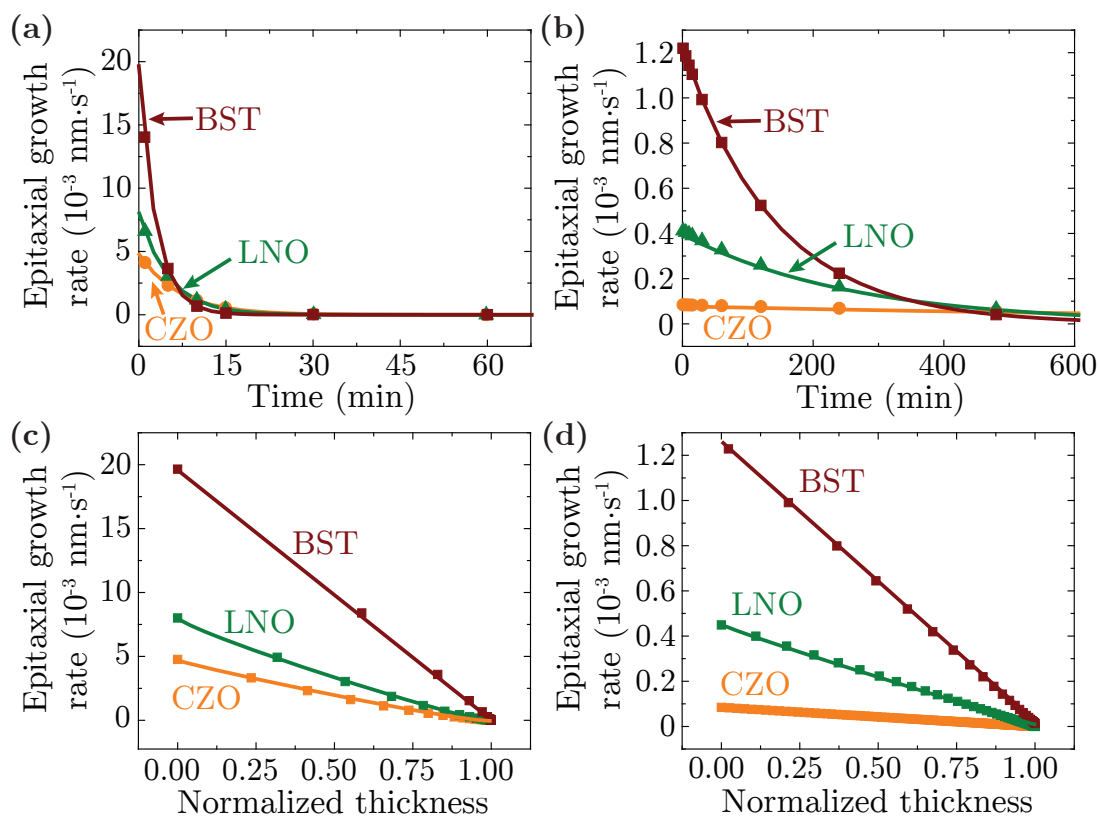 (a)
Epitaxial growth
rate (10⁻³ nm·s⁻¹)
20
15
10
5
0
BST
LNO
CZO
0 15 30 45 60
Time (min)
(b)
Epitaxial growth
rate (10⁻³ nm·s⁻¹)
1.2
1.0
0.8
0.6
0.4
0.2
0
BST
LNO
CZO
0 200 400 600
Time (min)
(c)
Epitaxial growth
rate (10⁻³ nm·s⁻¹)
20
15
10
5
0
BST
LNO
CZO
0.00 0.25 0.50 0.75 1.00
Normalized thickness
(d)
Epitaxial growth
rate (10⁻³ nm·s⁻¹)
1.2
1.0
0.8
0.6
0.4
0.2
0
BST
LNO
CZO
0.00 0.25 0.50 0.75 1.00
Normalized thickness